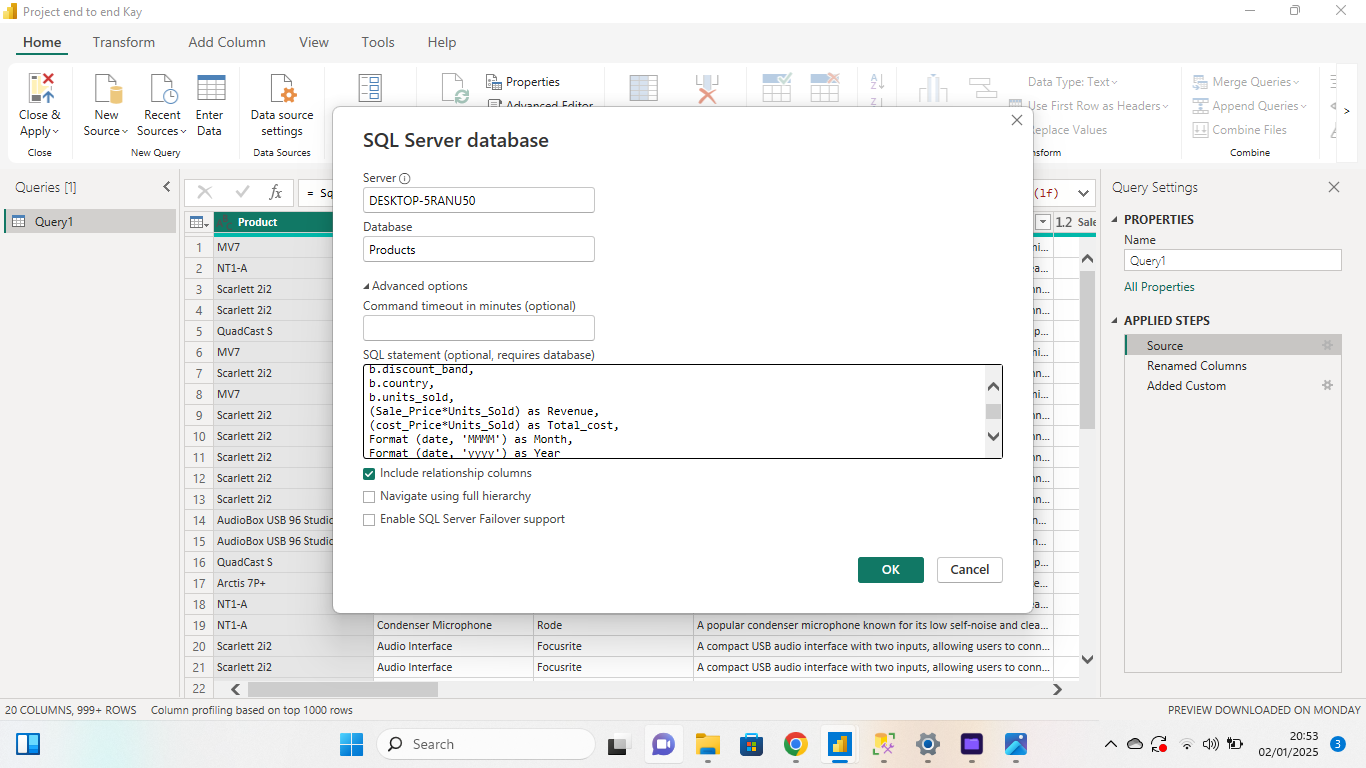 Project end to end Kay
Home Transform Add Column View Tools Help
Close & Apply
Close
New Source
Recent Sources
Enter Data
New Query
Data source settings
Data Sources
Properties
Advanced Editor
Data Type: Text
Use First Row as Headers
Replace Values
Merge Queries
Append Queries
Combine Files
Combine
Queries [1]
Query1
fx
= Sq
(lf)
Product
1.2 Sale
1 MV7
2 NT1-A
3 Scarlett 2i2
4 Scarlett 2i2
5 QuadCast S
6 MV7
7 Scarlett 2i2
8 MV7
9 Scarlett 2i2
10 Scarlett 2i2
11 Scarlett 2i2
12 Scarlett 2i2
13 Scarlett 2i2
14 AudioBox USB 96 Studio
15 AudioBox USB 96 Studio
16 QuadCast S
17 Arctis 7P+
18 NT1-A
19 NT1-A Condenser Microphone Rode A popular condenser microphone known for its low self-noise and clea...
20 Scarlett 2i2 Audio Interface Focusrite A compact USB audio interface with two inputs, allowing users to conn...
21 Scarlett 2i2 Audio Interface Focusrite A compact USB audio interface with two inputs, allowing users to conn...
22
SQL Server database
Server
DESKTOP-5RANU50
Database
Products
Advanced options
Command timeout in minutes (optional)
SQL statement (optional, requires database)
b.discount_band,
b.country,
b.units_sold,
(Sale_Price*Units_Sold) as Revenue,
(cost_Price*Units_Sold) as Total_cost,
Format (date, 'MMMM') as Month,
Format (date, 'yyyy') as Year
Include relationship columns
Navigate using full hierarchy
Enable SQL Server Failover support
OK Cancel
Query Settings
PROPERTIES
Name
Query1
All Properties
APPLIED STEPS
Source
Renamed Columns
Added Custom
20 COLUMNS, 999+ ROWS Column profiling based on top 1000 rows
PREVIEW DOWNLOADED ON MONDAY
Search
20:53
02/01/2025
3